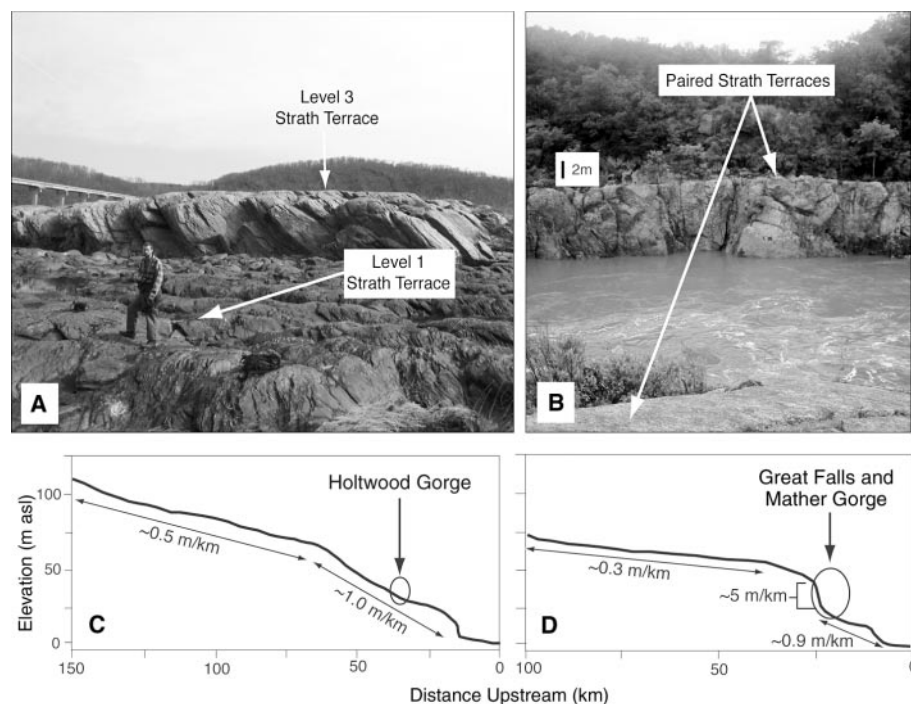 Level 3
Strath Terrace
Level 1
Strath Terrace
A
Paired Strath Terraces
2m
B
Elevation (m asl)
100
50
0
Holtwood Gorge
~0.5 m/km
~1.0 m/km
C
150
100
50
0
Great Falls and
Mather Gorge
~0.3 m/km
~5 m/km
~0.9 m/km
D
100
50
0
Distance Upstream (km)